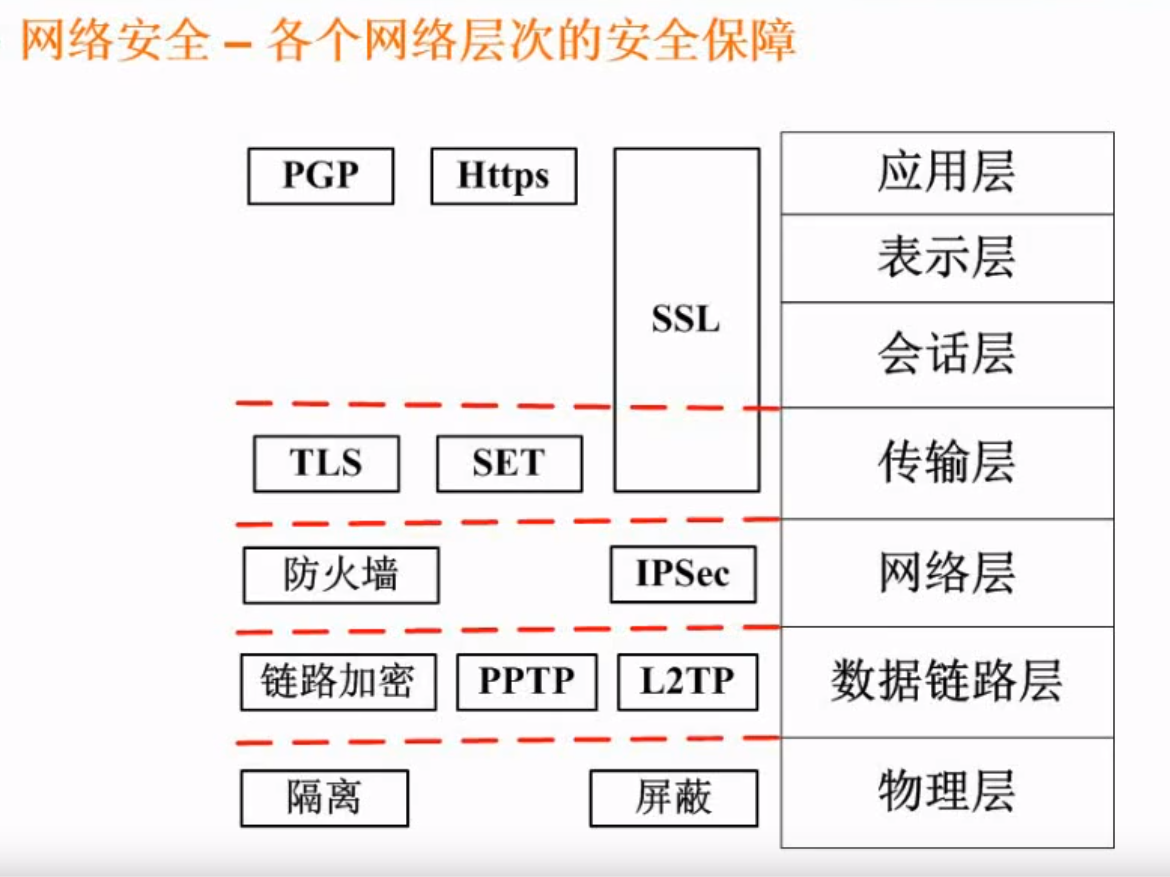 网络安全 – 各个网络层次的安全保障
PGP Https 应用层
表示层
SSL
会话层
TLS SET 传输层
防火墙 IPSec 网络层
链路加密 PPTP L2TP 数据链路层
隔离 屏蔽 物理层